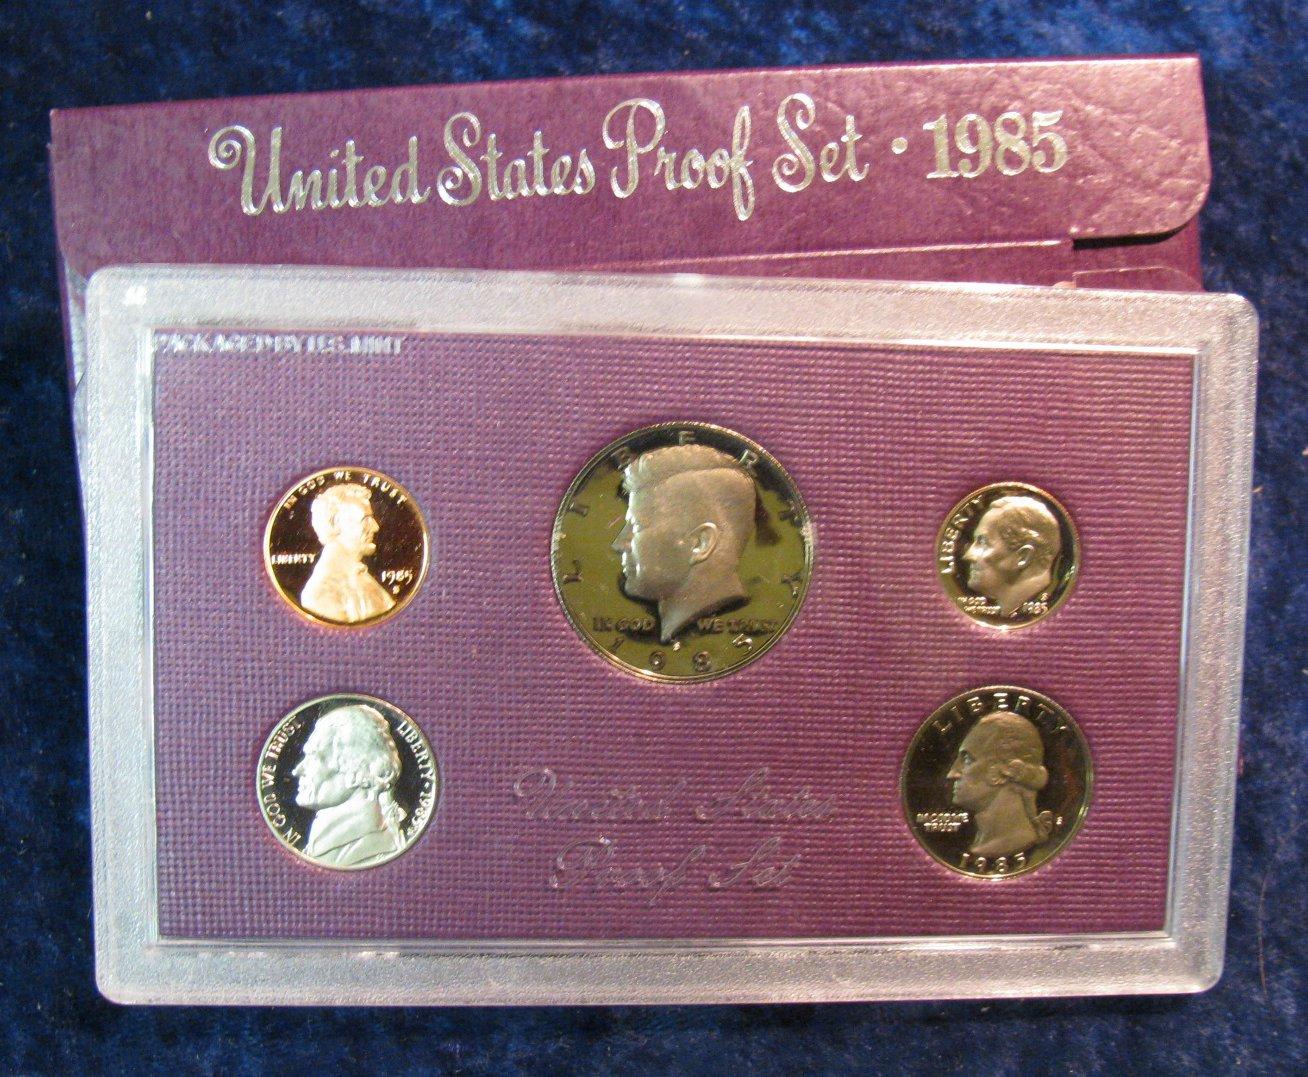 United States Proof Set · 1985
PACKAGED BY U.S. MINT
IN GOD WE TRUST
LIBERTY
1985
S
LIBERTY
IN GOD WE TRUST
S
1985
LIBERTY
IN GOD
WE TRUST
S
1985
IN GOD WE TRUST
LIBERTY · 1985
S
LIBERTY
IN GOD WE
TRUST
S
1985
United States
Proof Set